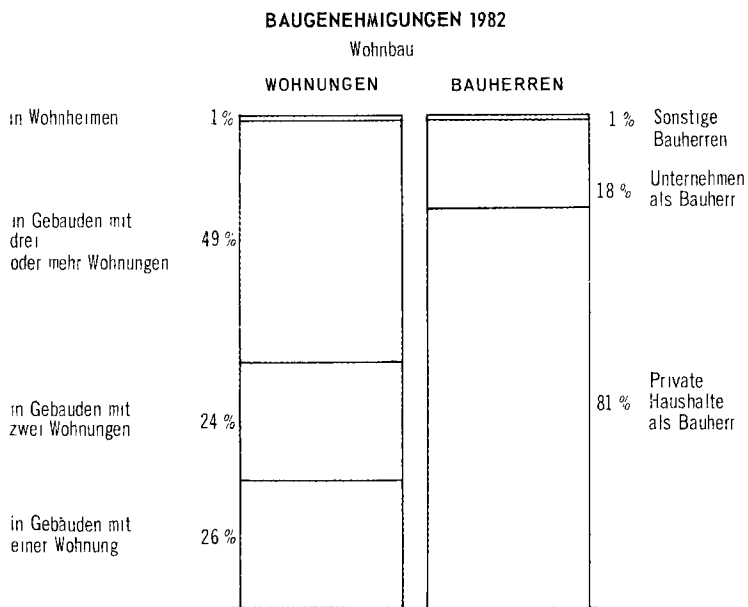 BAUGENEHMIGUNGEN 1982
Wohnbau
WOHNUNGEN
BAUHERREN
in Wohnheimen
1 %
in Gebauden mit
drei
oder mehr Wohnungen
49 %
in Gebauden mit
zwei Wohnungen
24 %
in Gebäuden mit
einer Wohnung
26 %
1 % Sonstige
Bauherren
18 % Unternehmen
als Bauherr
81 % Private
Haushalte
als Bauherr